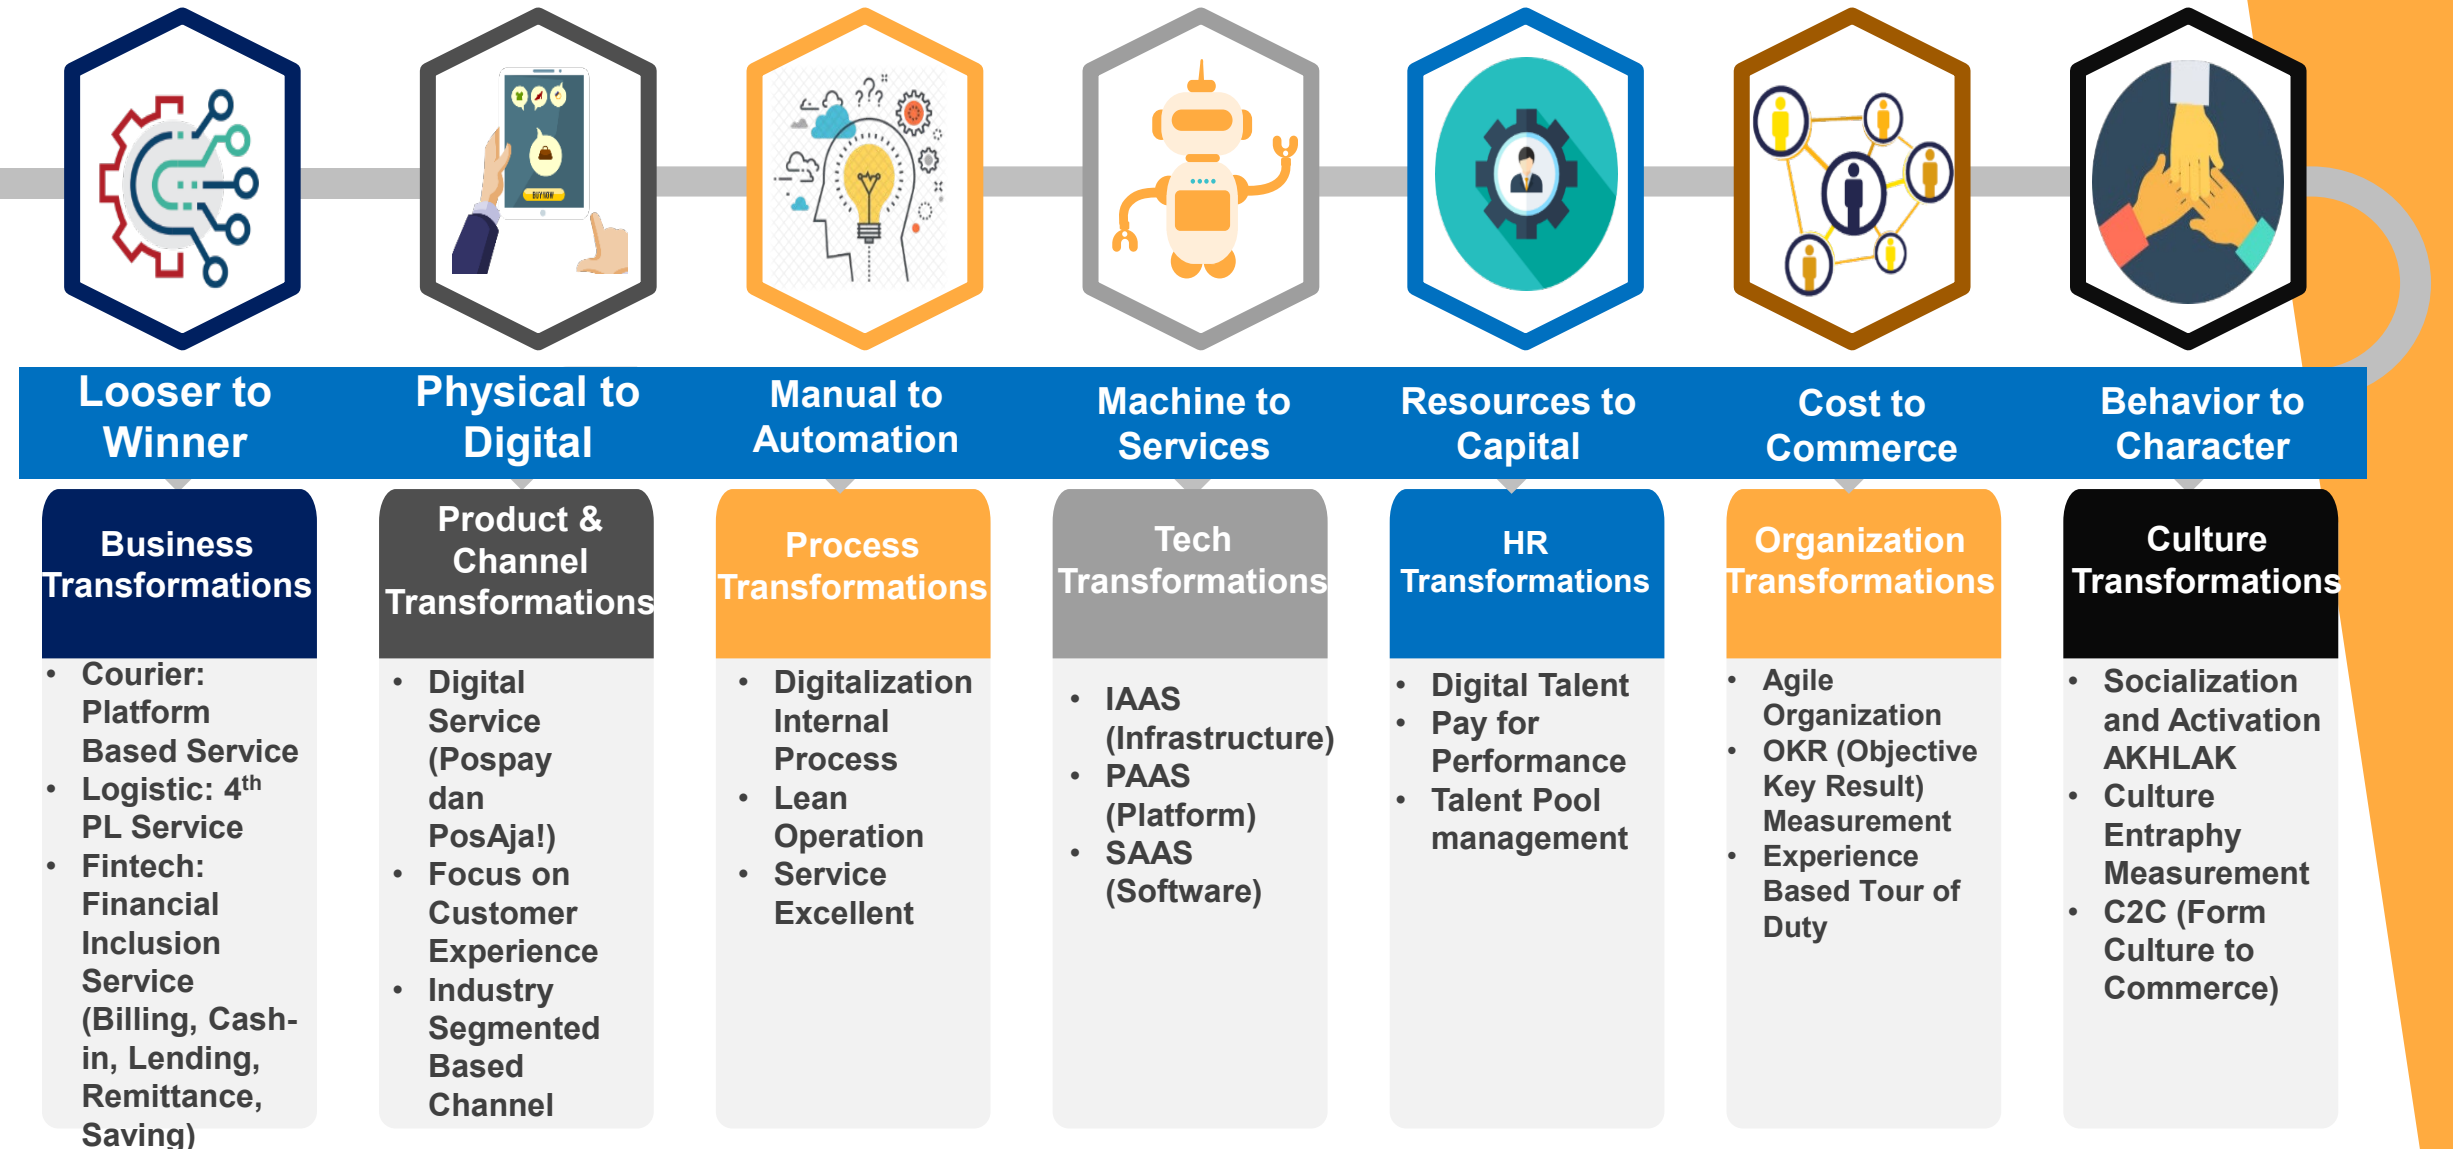 BUY NOW
Looser to
Winner
Physical to
Digital
Manual to
Automation
Machine to
Services
Resources to
Capital
Cost to
Commerce
Behavior to
Character
Business
Transformations
• Courier:
Platform
Based Service
• Logistic: 4th
PL Service
• Fintech:
Financial
Inclusion
Service
(Billing, Cash-
in, Lending,
Remittance,
Saving)
Product &
Channel
Transformations
• Digital
Service
(Pospay
dan
PosAja!)
• Focus on
Customer
Experience
• Industry
Segmented
Based
Channel
Process
Transformations
• Digitalization
Internal
Process
• Lean
Operation
• Service
Excellent
Tech
Transformations
• IAAS
(Infrastructure)
• PAAS
(Platform)
• SAAS
(Software)
HR
Transformations
• Digital Talent
• Pay for
Performance
• Talent Pool
management
Organization
Transformations
• Agile
Organization
• OKR (Objective
Key Result)
Measurement
• Experience
Based Tour of
Duty
Culture
Transformations
• Socialization
and Activation
AKHLAK
• Culture
Entraphy
Measurement
• C2C (Form
Culture to
Commerce)